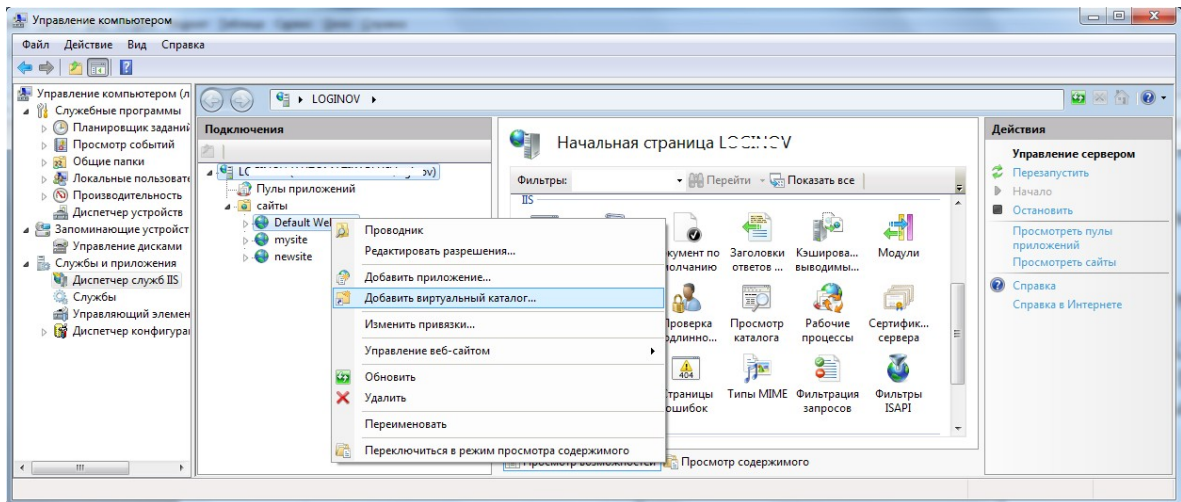 Управление компьютером
Файл Действие Вид Справка
LOGINOV
Управление компьютером (л
Служебные программы
Планировщик заданий
Просмотр событий
Общие папки
Локальные пользовате
Производительность
Диспетчер устройств
Запоминающие устройст
Управление дисками
Службы и приложения
Диспетчер служб IIS
Службы
Управляющий элемен
Диспетчер конфигура
Подключения
Пулы приложений
сайты
Default We
mysite
newsite
Проводник
Редактировать разрешения...
Добавить приложение...
Добавить виртуальный каталог...
Изменить привязки...
Управление веб-сайтом
Обновить
Удалить
Переименовать
Переключиться в режим просмотра содержимого
Начальная страница
Фильтры: Перейти Показать все
IIS
кумент по Заголовки Кэширова... Модули
молчанию ответов ... выводимы...
Проверка Просмотр Рабочие Сертифик...
одлинно... каталога процессы сервера
404
траницы Типы MIME Фильтрация Фильтры
ошибок запросов ISAPI
Просмотр возможностей Просмотр содержимого
Действия
Управление сервером
Перезапустить
Начало
Остановить
Просмотреть пулы
приложений
Просмотреть сайты
Справка
Справка в Интернете